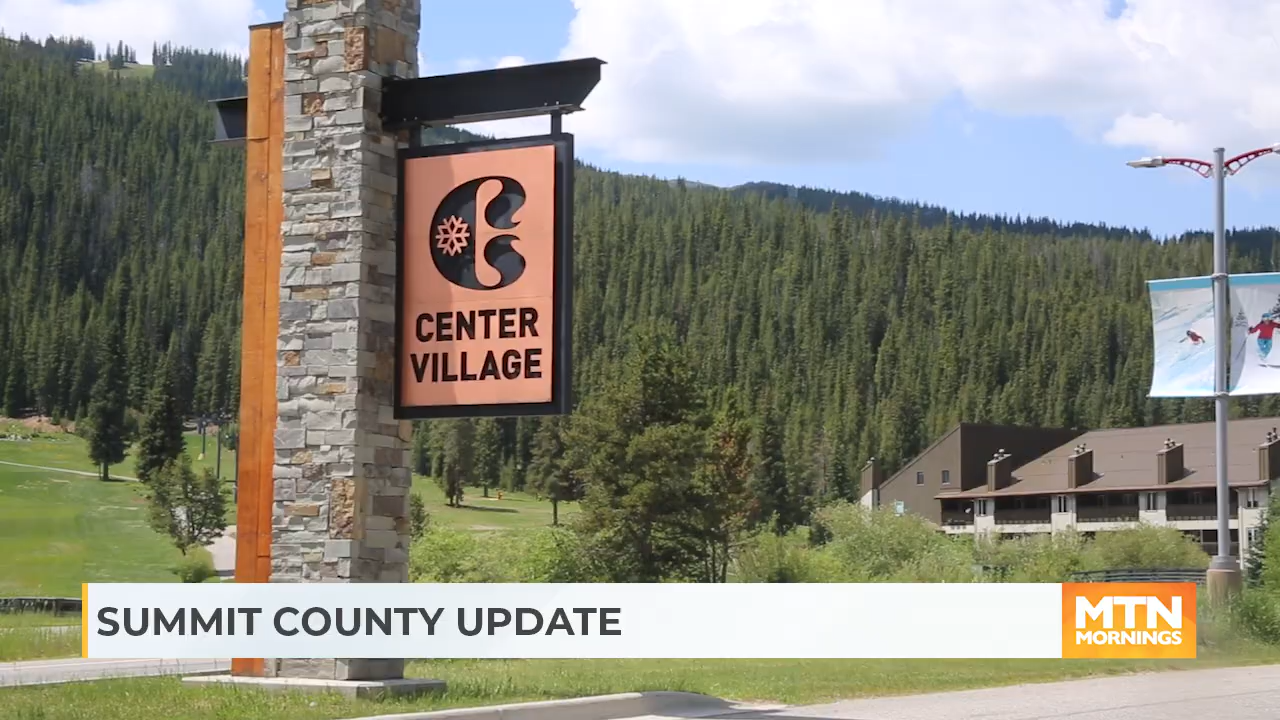 CENTER
VILLAGE
SUMMIT COUNTY UPDATE
MTN
MORNINGS